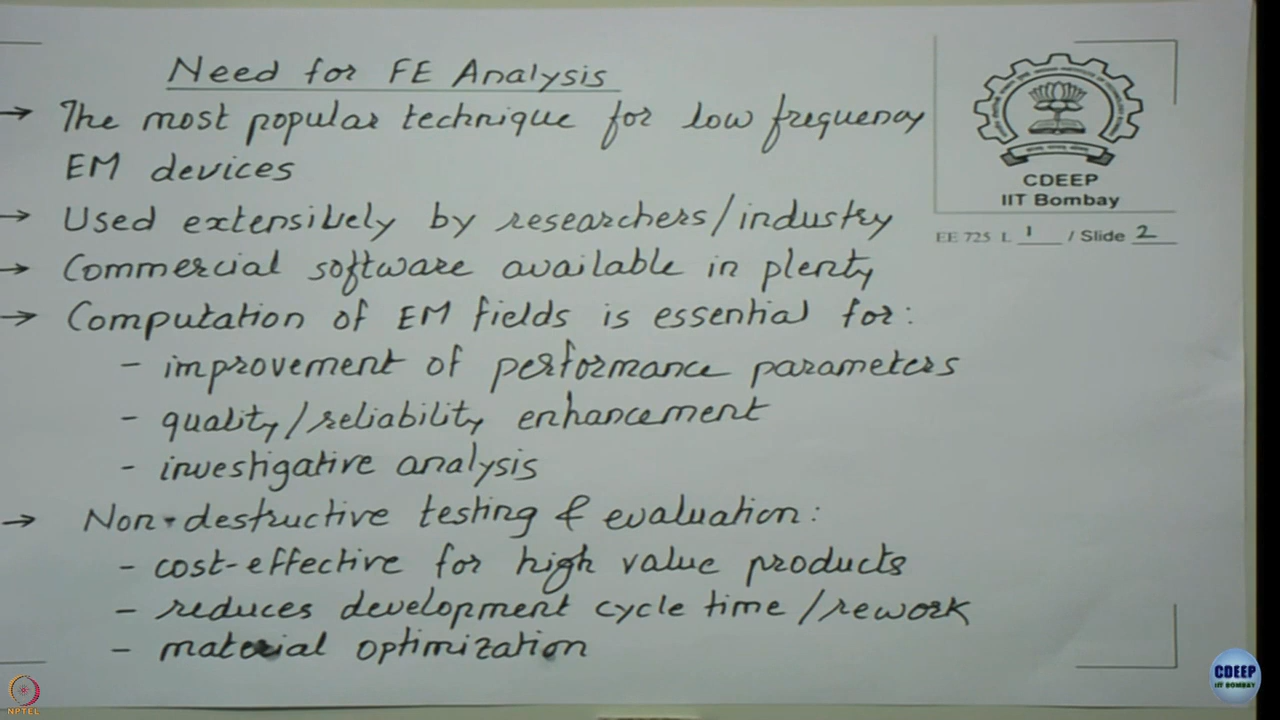 Need for FE Analysis
→ The most popular technique for low frequency
EM devices
→ Used extensively by researchers/industry
→ Commercial software available in plenty
→ Computation of EM fields is essential for:
- improvement of performance parameters
- quality/reliability enhancement
- investigative analysis
→ Non-destructive testing & evaluation:
- cost-effective for high value products
- reduces development cycle time/rework
- material optimization
CDEEP
IIT Bombay
EE 725 L 1 / Slide 2
NPTEL
CDEEP
IIT BOMBAY